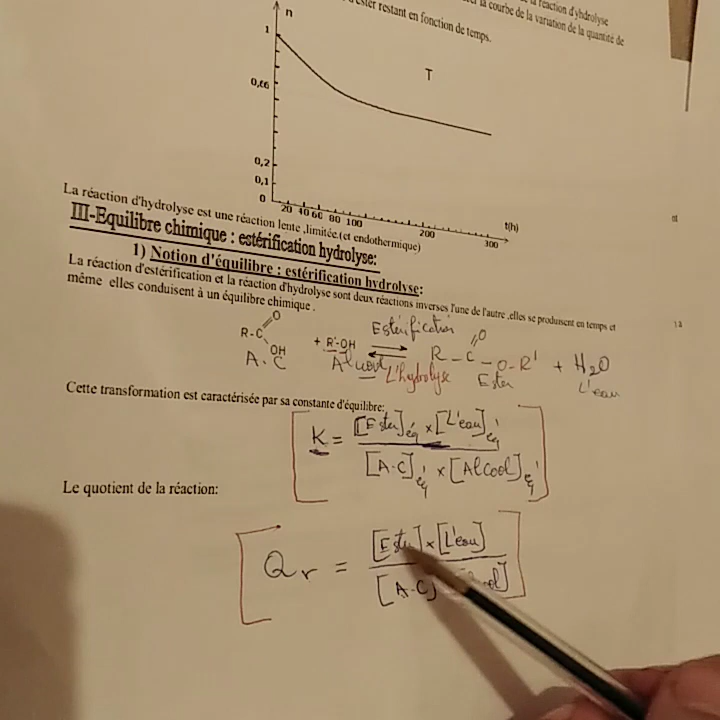 la réaction d'yhdrolyse
la courbe de la variation de la quantité de
d'ester restant en fonction de temps.
n
1
T
0,66
0,2
0,1
0
20 40 60 80 100 200 300 t(h)
La réaction d'hydrolyse est une réaction lente ,limitée.(et endothermique)
III-Equilibre chimique : estérification hydrolyse:
1) Notion d'équilibre : estérification hydrolyse:
La réaction d'estérification et la réaction d'hydrolyse sont deux réactions inverses l'une de l'autre ,elles se produisent en temps et
même elles conduisent à un équilibre chimique .
R-C O OH + R'-OH ⇌ R - C O - O - R' + H2O
Estérification
A.C Alcool L'hydrolyse Ester L'eau
Cette transformation est caractérisée par sa constante d'équilibre:
K = [Ester]éq × [L'eau]éq
[A.C]éq × [Alcool]éq
Le quotient de la réaction:
Qr = [Ester] × [L'eau]
[A.C]